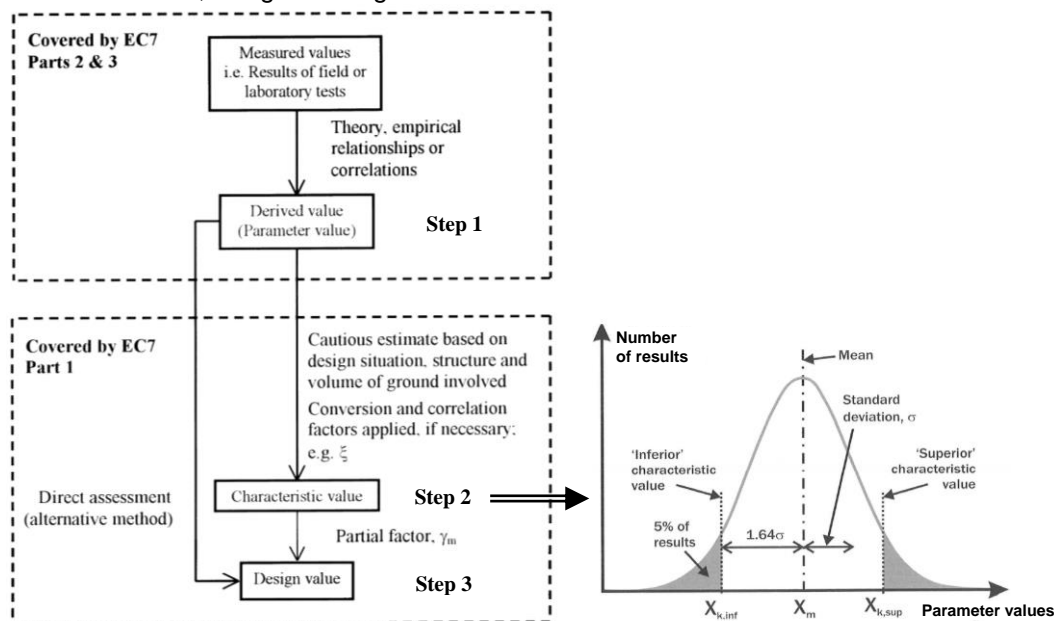 Covered by EC7
Parts 2 & 3
Measured values
i.e. Results of field or
laboratory tests
Theory, empirical
relationships or
correlations
Derived value
(Parameter value)
Step 1
Covered by EC7
Part 1
Cautious estimate based on
design situation, structure and
volume of ground involved
Conversion and correlation
factors applied, if necessary;
e.g. ξ
Direct assessment
(alternative method)
Characteristic value
Step 2
Partial factor, γm
Design value
Step 3
Number
of results
Mean
Standard
deviation, σ
'Inferior'
characteristic
value
'Superior'
characteristic
value
5% of
results
1.64σ
Xk,inf
Xm
Xk,sup
Parameter values